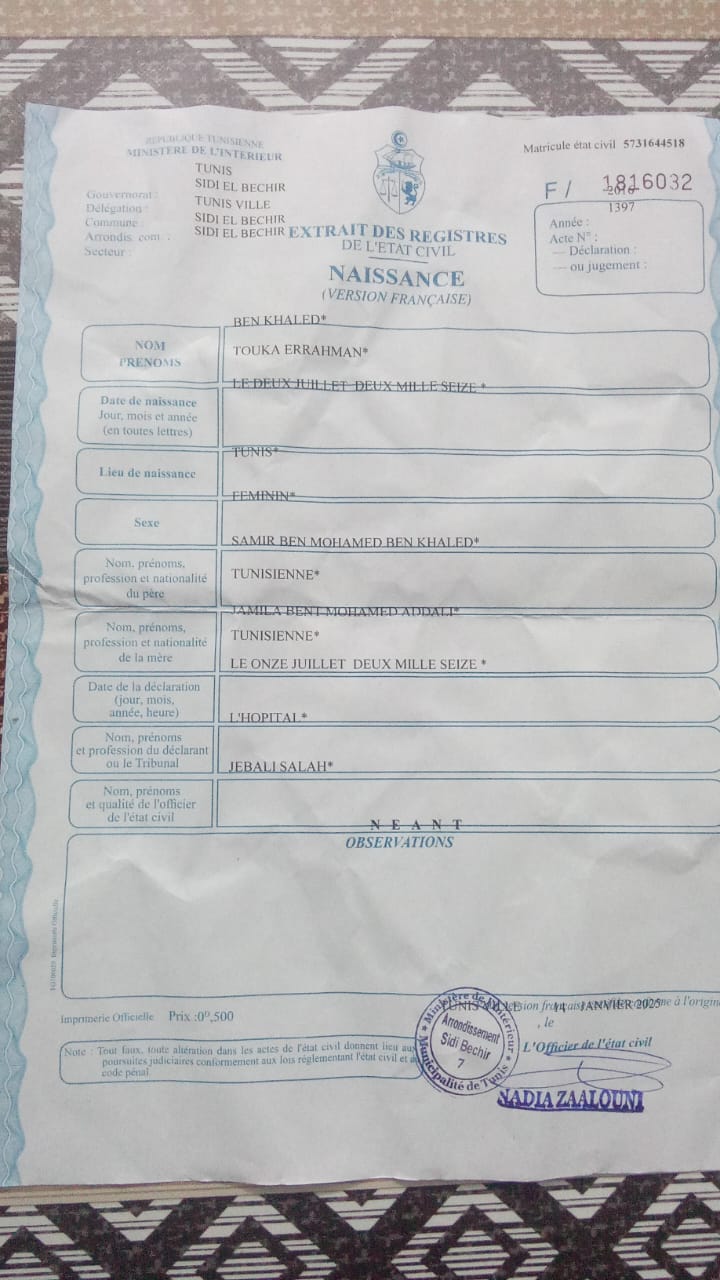 REPUBLIQUE TUNISIENNE
MINISTERE DE L'INTERIEUR
Matricule état civil 5731644518
Gouvernorat : TUNIS
Délégation : SIDI EL BECHIR
Commune : TUNIS VILLE
Arrondis. com. : SIDI EL BECHIR
Secteur : SIDI EL BECHIR
F / 1816032
2016
1397
Année :
Acte N° :
— Déclaration :
— ou jugement :
EXTRAIT DES REGISTRES
DE L'ETAT CIVIL
NAISSANCE
(VERSION FRANÇAISE)
BEN KHALED*
NOM
PRENOMS
TOUKA ERRAHMAN*
LE DEUX JUILLET DEUX MILLE SEIZE *
Date de naissance
Jour, mois et année
(en toutes lettres)
TUNIS*
Lieu de naissance
FEMININ*
Sexe
SAMIR BEN MOHAMED BEN KHALED*
Nom, prénoms,
profession et nationalité
du père
TUNISIENNE*
JAMILA BENT MOHAMED ADDALI*
Nom, prénoms,
profession et nationalité
de la mère
TUNISIENNE*
LE ONZE JUILLET DEUX MILLE SEIZE *
Date de la déclaration
(jour, mois,
année, heure)
L'HOPITAL*
Nom, prénoms
et profession du déclarant
ou le Tribunal
JEBALI SALAH*
Nom, prénoms
et qualité de l'officier
de l'état civil
N E A N T
OBSERVATIONS
Imprimerie Officielle Prix :0ᴰ,500
TUNIS 14 JANVIER 2025
, le
L'Officier de l'état civil
Note : Tout faux, toute altération dans les actes de l'état civil donnent lieu aux
poursuites judiciaires conformement aux lois réglementant l'état civil et au
code pénal.
Ministère de l'Intérieur
Arrondissement
Sidi Bechir
7
Municipalité de Tunis
NADIA ZAALOUNI